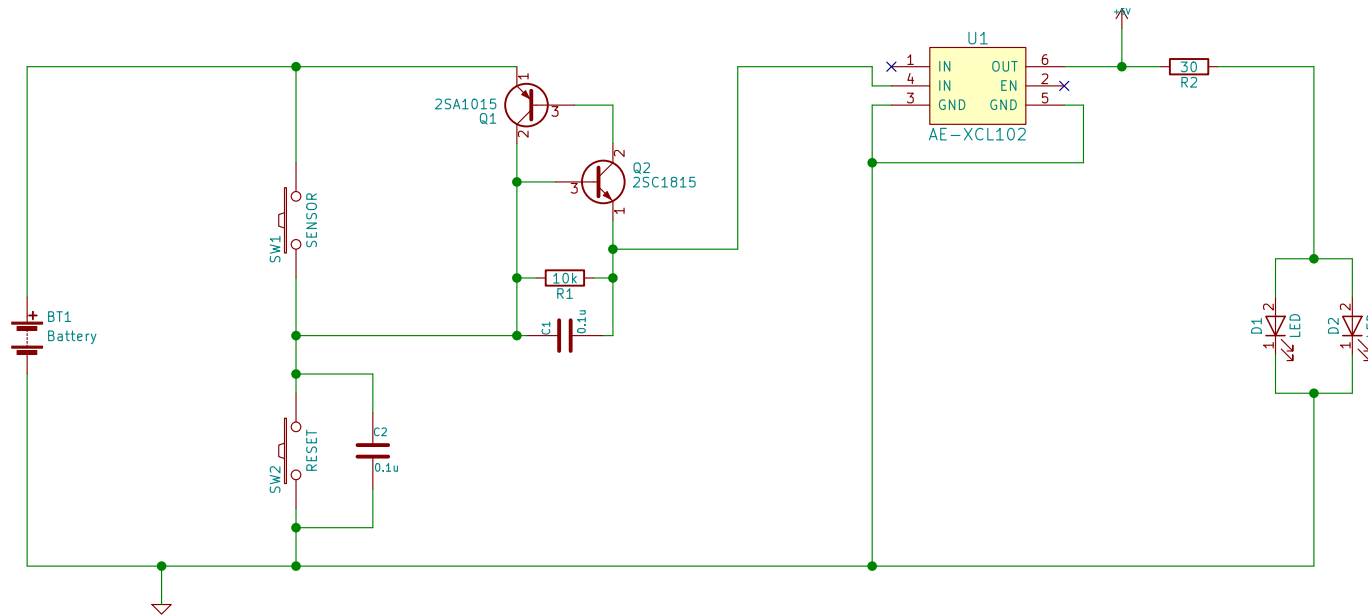 +5V
U1
1 IN OUT 6
4 IN EN 2
3 GND GND 5
AE-XCL102
30
R2
1
2SA1015
Q1
3
2
2
Q2
2SC1815
3
1
SW1
SENSOR
10k
R1
C1
0.1u
+
BT1
Battery
D1
2
1
LED
D2
2
1
LED
SW2
RESET
C2
0.1u